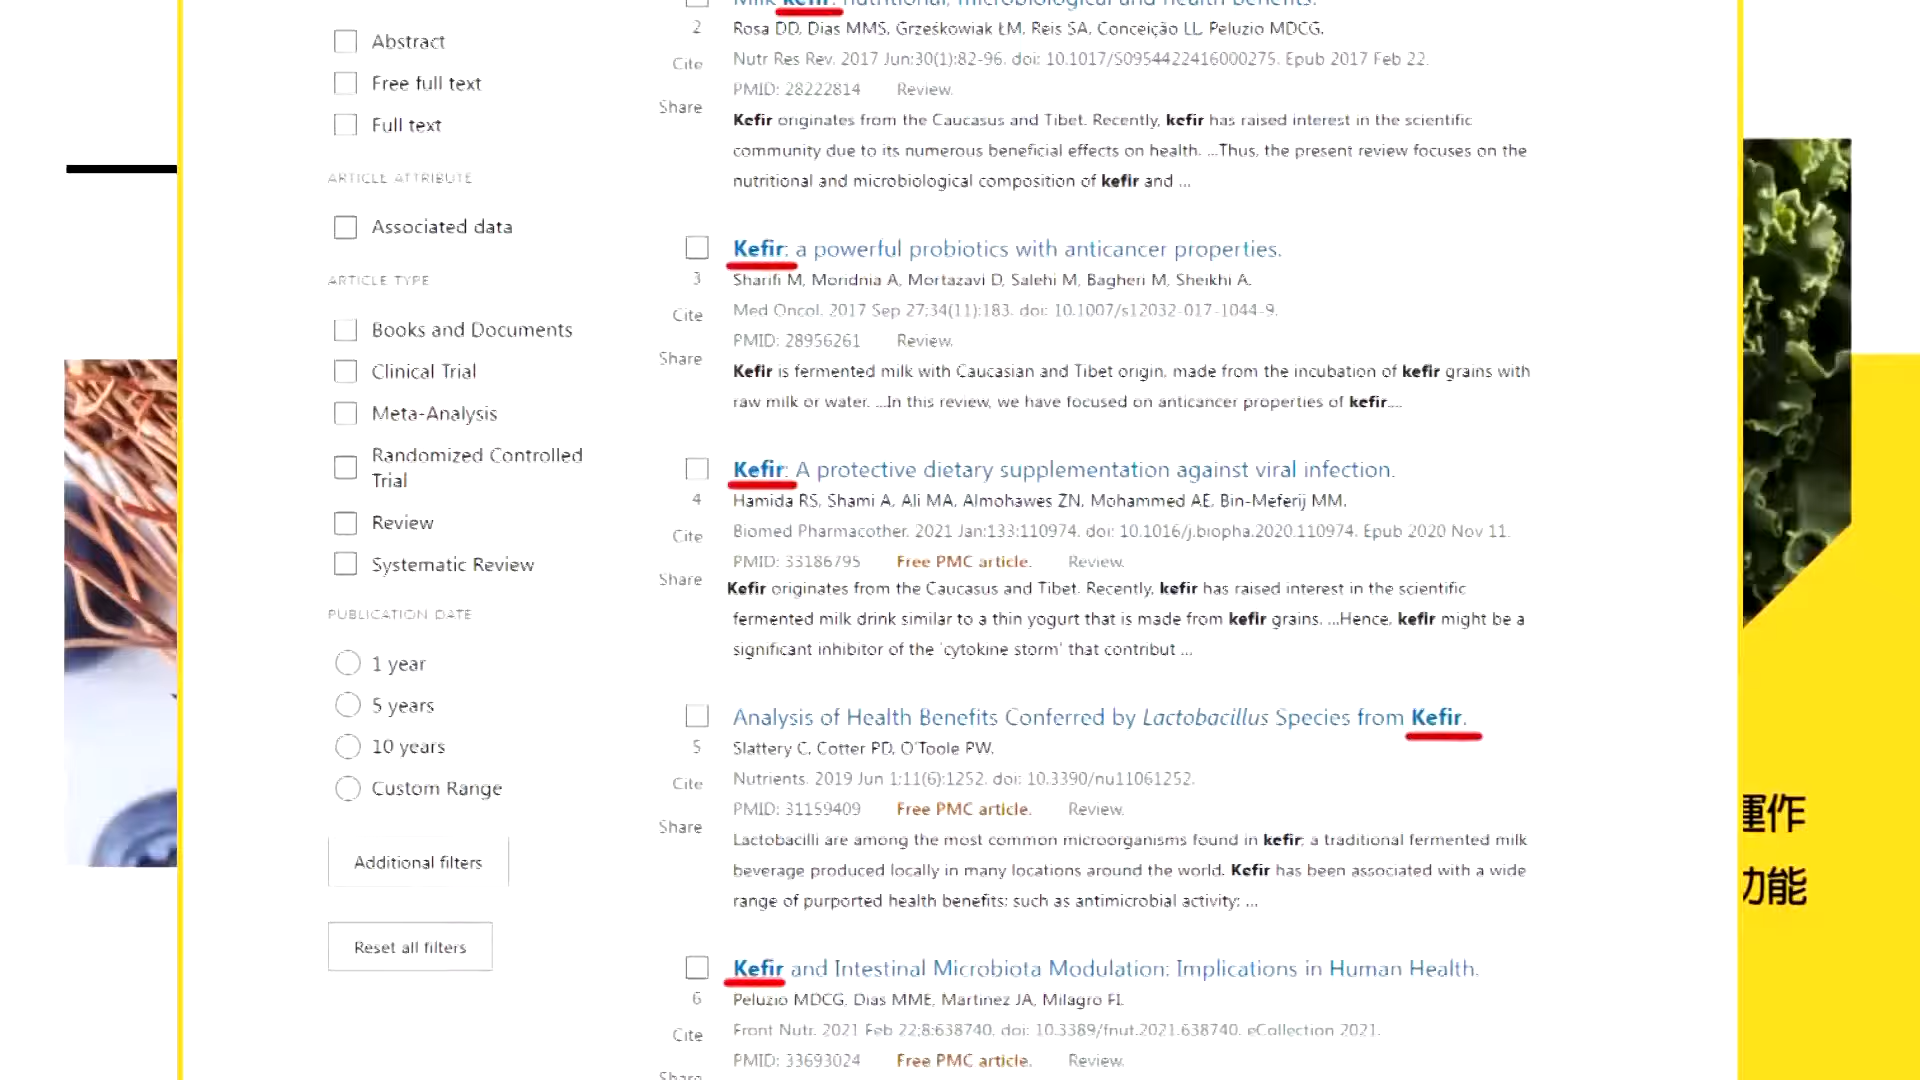 Abstract
Free full text
Full text
ARTICLE ATTRIBUTE
Associated data
ARTICLE TYPE
Books and Documents
Clinical Trial
Meta-Analysis
Randomized Controlled
Trial
Review
Systematic Review
PUBLICATION DATE
1 year
5 years
10 years
Custom Range
Additional filters
Reset all filters
Milk Kefir: nutritional, microbiological and health benefits.
2
Cite
Share
Rosa DD, Dias MMS, Grześkowiak ŁM, Reis SA, Conceição LL, Peluzio MDCG.
Nutr Res Rev. 2017 Jun;30(1):82-96. doi: 10.1017/S0954422416000275. Epub 2017 Feb 22.
PMID: 28222814 Review.
Kefir originates from the Caucasus and Tibet. Recently, kefir has raised interest in the scientific
community due to its numerous beneficial effects on health. ...Thus, the present review focuses on the
nutritional and microbiological composition of kefir and ...
Kefir: a powerful probiotics with anticancer properties.
3
Cite
Share
Sharifi M, Moridnia A, Mortazavi D, Salehi M, Bagheri M, Sheikhi A.
Med Oncol. 2017 Sep 27;34(11):183. doi: 10.1007/s12032-017-1044-9.
PMID: 28956261 Review.
Kefir is fermented milk with Caucasian and Tibet origin, made from the incubation of kefir grains with
raw milk or water. ...In this review, we have focused on anticancer properties of kefir....
Kefir: A protective dietary supplementation against viral infection.
4
Cite
Share
Hamida RS, Shami A, Ali MA, Almohawes ZN, Mohammed AE, Bin-Meferij MM.
Biomed Pharmacother. 2021 Jan;133:110974. doi: 10.1016/j.biopha.2020.110974. Epub 2020 Nov 11.
PMID: 33186795 Free PMC article. Review.
Kefir originates from the Caucasus and Tibet. Recently, kefir has raised interest in the scientific
fermented milk drink similar to a thin yogurt that is made from kefir grains. ...Hence, kefir might be a
significant inhibitor of the 'cytokine storm' that contribut ...
Analysis of Health Benefits Conferred by Lactobacillus Species from Kefir.
5
Cite
Share
Slattery C, Cotter PD, O'Toole PW.
Nutrients. 2019 Jun 1;11(6):1252. doi: 10.3390/nu11061252.
PMID: 31159409 Free PMC article. Review.
Lactobacilli are among the most common microorganisms found in kefir; a traditional fermented milk
beverage produced locally in many locations around the world. Kefir has been associated with a wide
range of purported health benefits; such as antimicrobial activity; ...
Kefir and Intestinal Microbiota Modulation: Implications in Human Health.
6
Cite
Share
Peluzio MDCG, Dias MME, Martinez JA, Milagro FI.
Front Nutr. 2021 Feb 22;8:638740. doi: 10.3389/fnut.2021.638740. eCollection 2021.
PMID: 33693024 Free PMC article. Review.
運作
功能